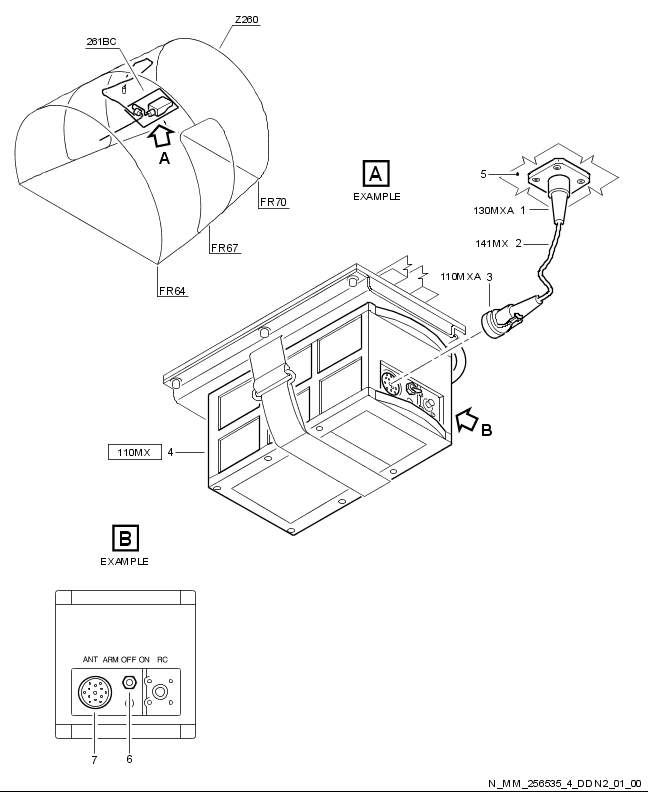 Z260
261BC
A
FR70
FR67
FR64
A
EXAMPLE
5
130MXA 1
141MX 2
110MXA 3
B
110MX 4
B
EXAMPLE
ANT ARM OFF ON RC
7 6
N_MM_256535_4_DDN2_01_00